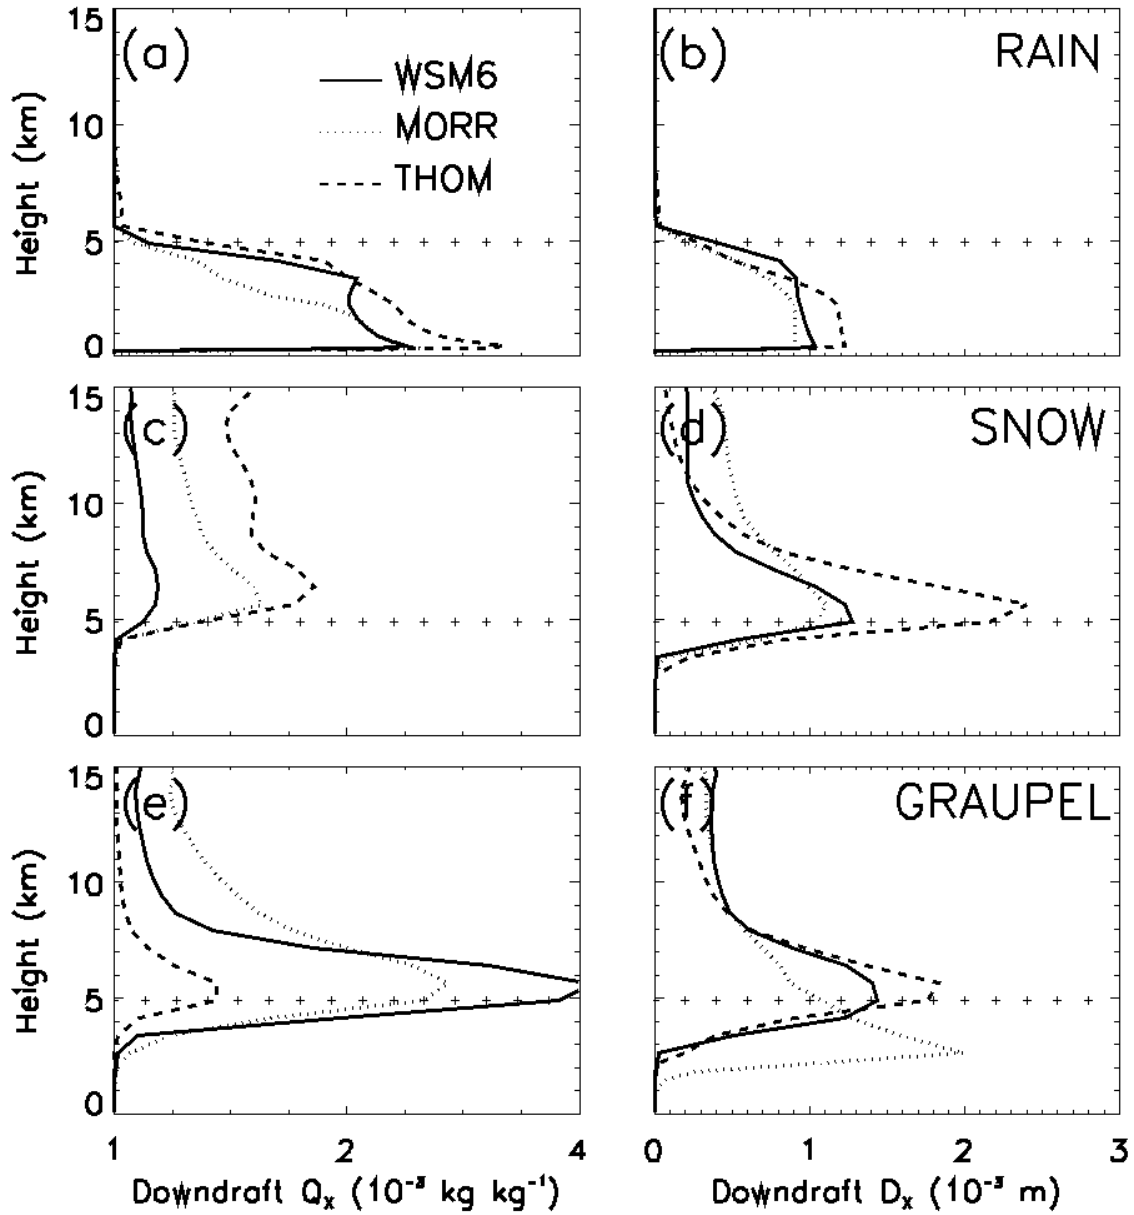 15
(a)
WSM6
MORR
THOM
Height (km)
10
5
0
(b)
RAIN
15
(c)
Height (km)
10
5
0
(d)
SNOW
15
(e)
Height (km)
10
5
0
(f)
GRAUPEL
1 2 4
0 1 2 3
Downdraft Qₓ (10⁻³ kg kg⁻¹)
Downdraft Dₓ (10⁻³ m)